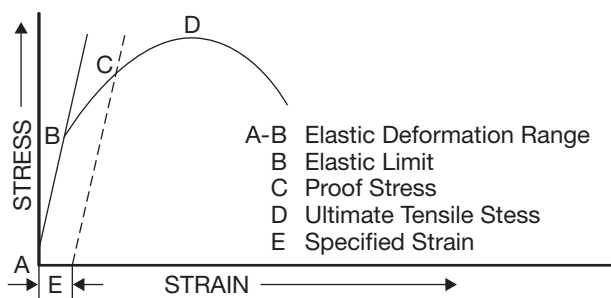 D
C
B
STRESS
A-B Elastic Deformation Range
B Elastic Limit
C Proof Stress
D Ultimate Tensile Stess
E Specified Strain
A
E
STRAIN